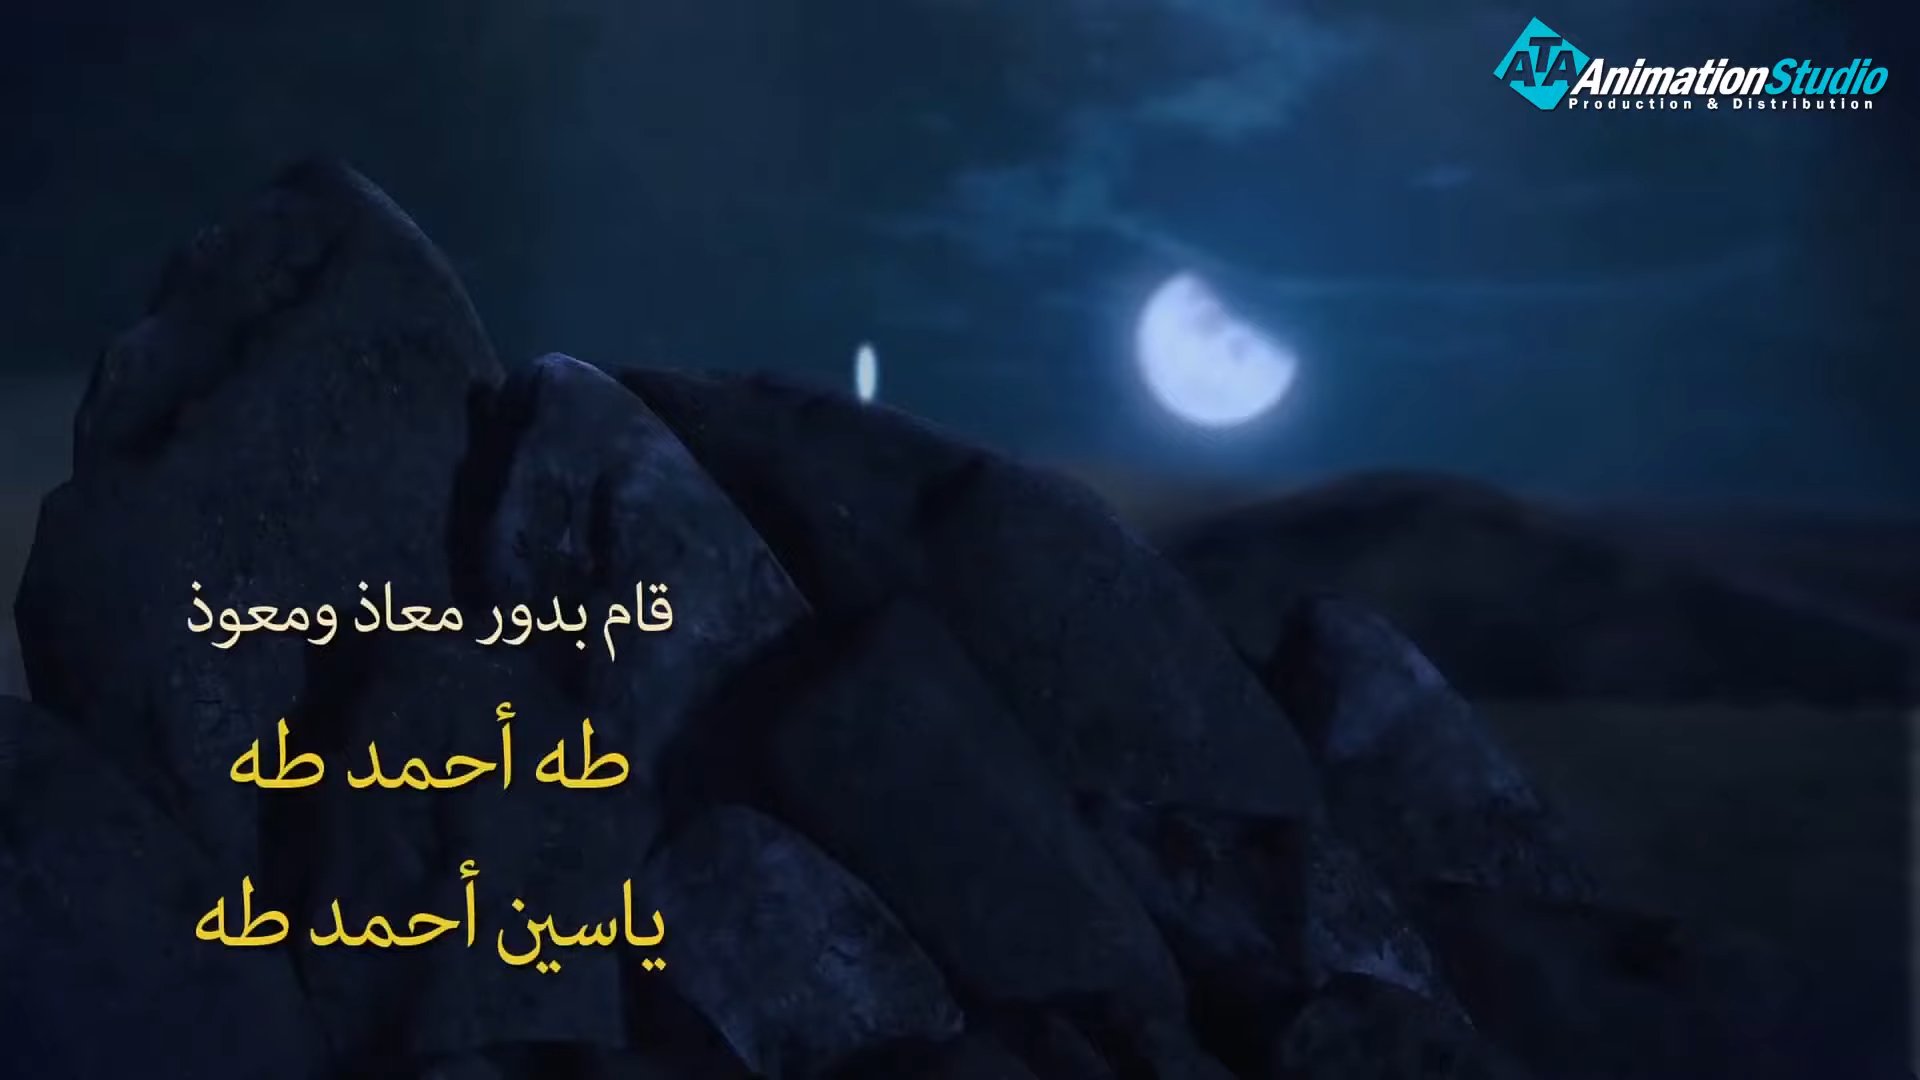 ATA AnimationStudio
Production & Distribution
قام بدور معاذ ومعوذ
طه أحمد طه
ياسين أحمد طه